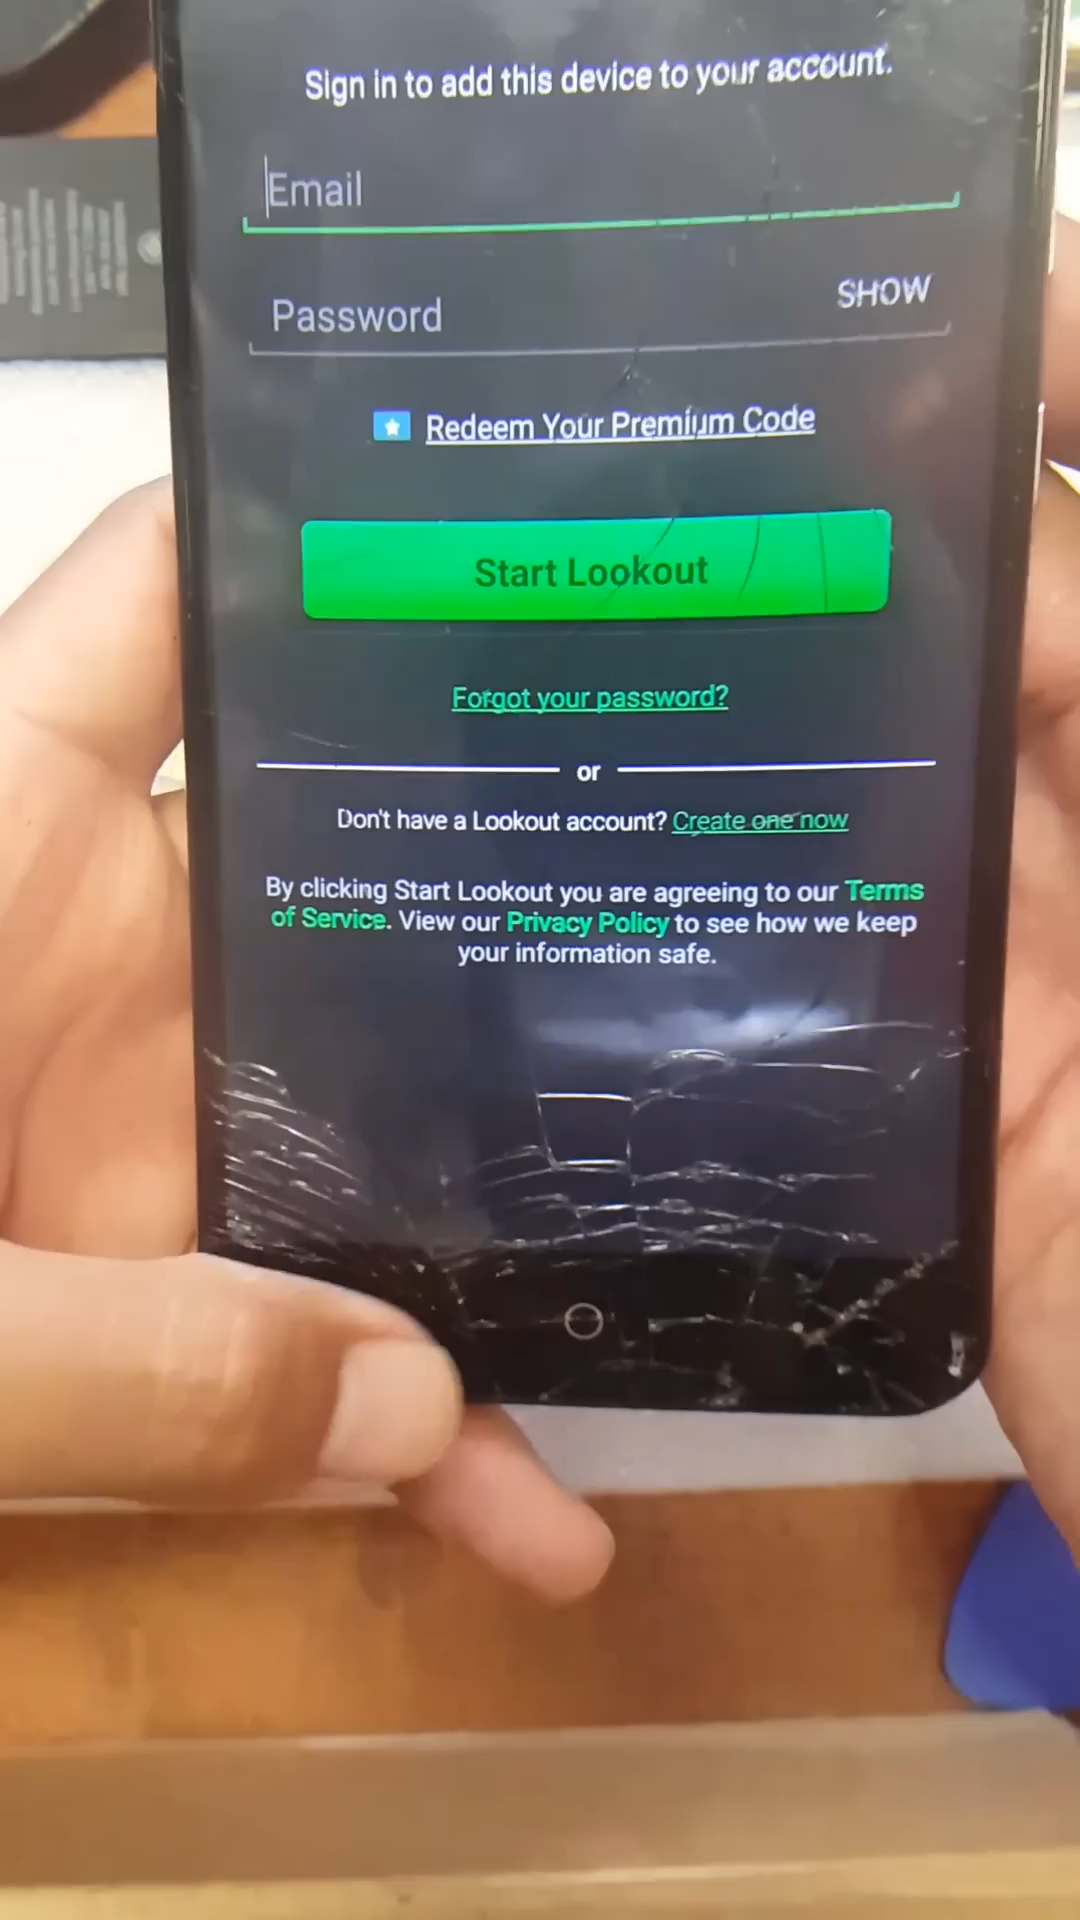 Sign in to add this device to your account.
Email
Password
SHOW
Redeem Your Premium Code
Start Lookout
Forgot your password?
or
Don't have a Lookout account? Create one now
By clicking Start Lookout you are agreeing to our Terms
of Service. View our Privacy Policy to see how we keep
your information safe.